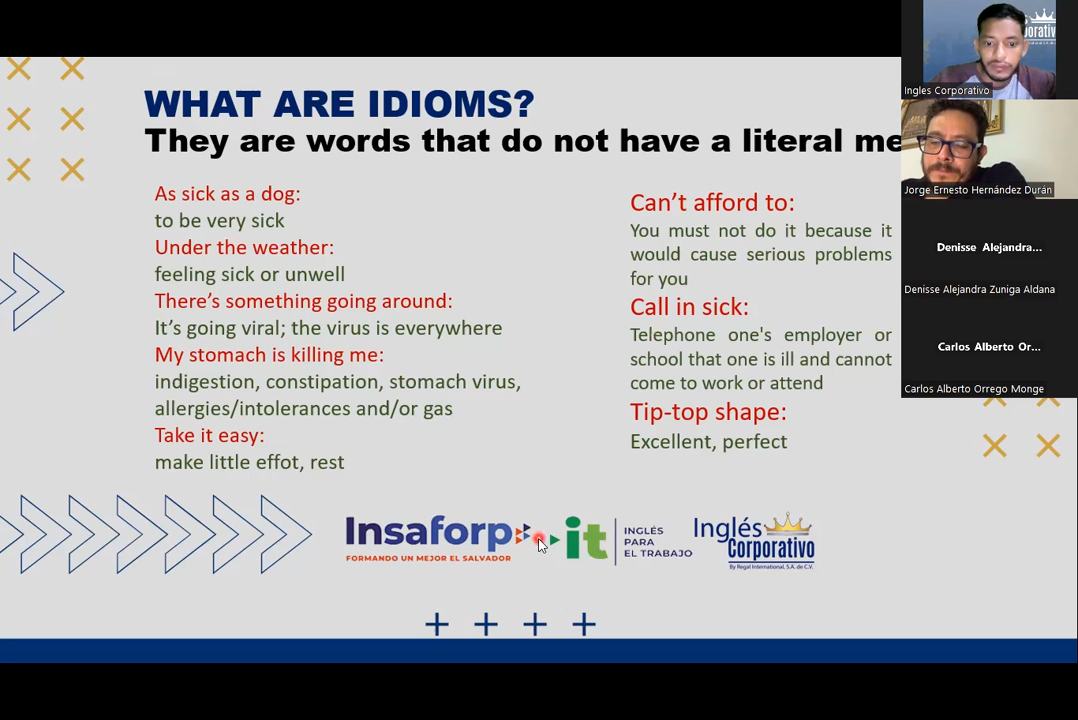 WHAT ARE IDIOMS?
They are words that do not have a literal me
As sick as a dog:
to be very sick
Under the weather:
feeling sick or unwell
There's something going around:
It's going viral; the virus is everywhere
My stomach is killing me:
indigestion, constipation, stomach virus,
allergies/intolerances and/or gas
Take it easy:
make little effot, rest
Can't afford to:
You must not do it because it
would cause serious problems
for you
Call in sick:
Telephone one's employer or
school that one is ill and cannot
come to work or attend
Tip-top shape:
Excellent, perfect
Insaforp
FORMANDO UN MEJOR EL SALVADOR
it
INGLÉS
PARA
EL TRABAJO
Inglés
Corporativo
By Regal International, S.A. de C.V.
Ingles Corporativo
Jorge Ernesto Hernández Durán
Denisse Alejandra...
Denisse Alejandra Zuniga Aldana
Carlos Alberto Or...
Carlos Alberto Orrego Monge